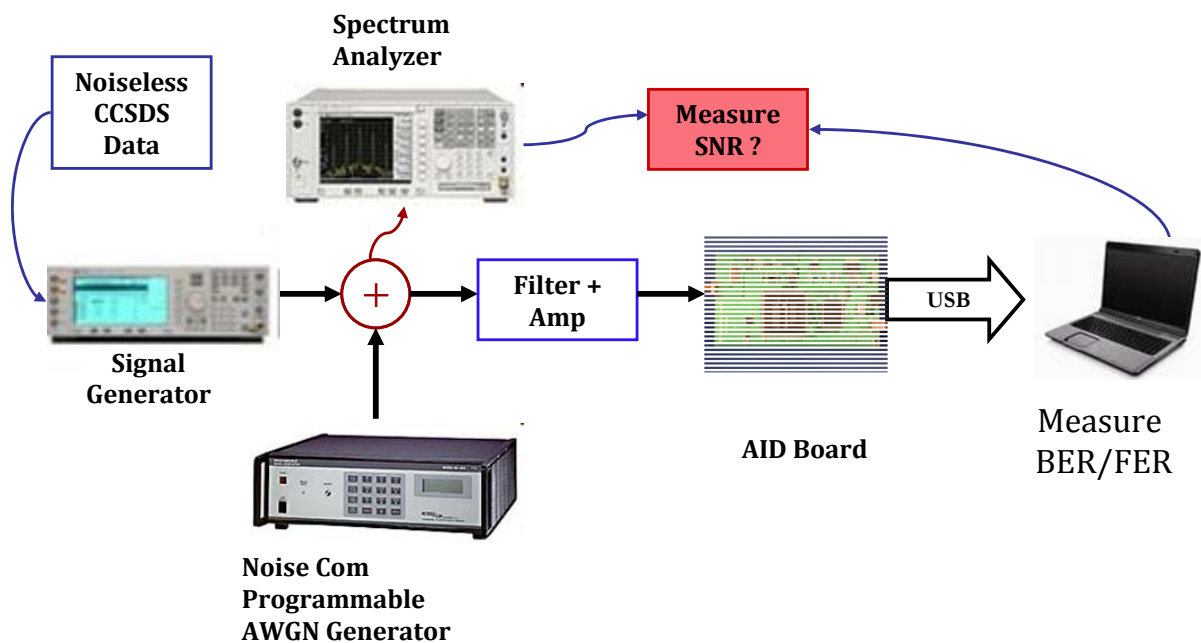 Spectrum
Analyzer
Noiseless
CCSDS
Data
Measure
SNR ?
Filter +
Amp
USB
Signal
Generator
AID Board
Measure
BER/FER
Noise Com
Programmable
AWGN Generator